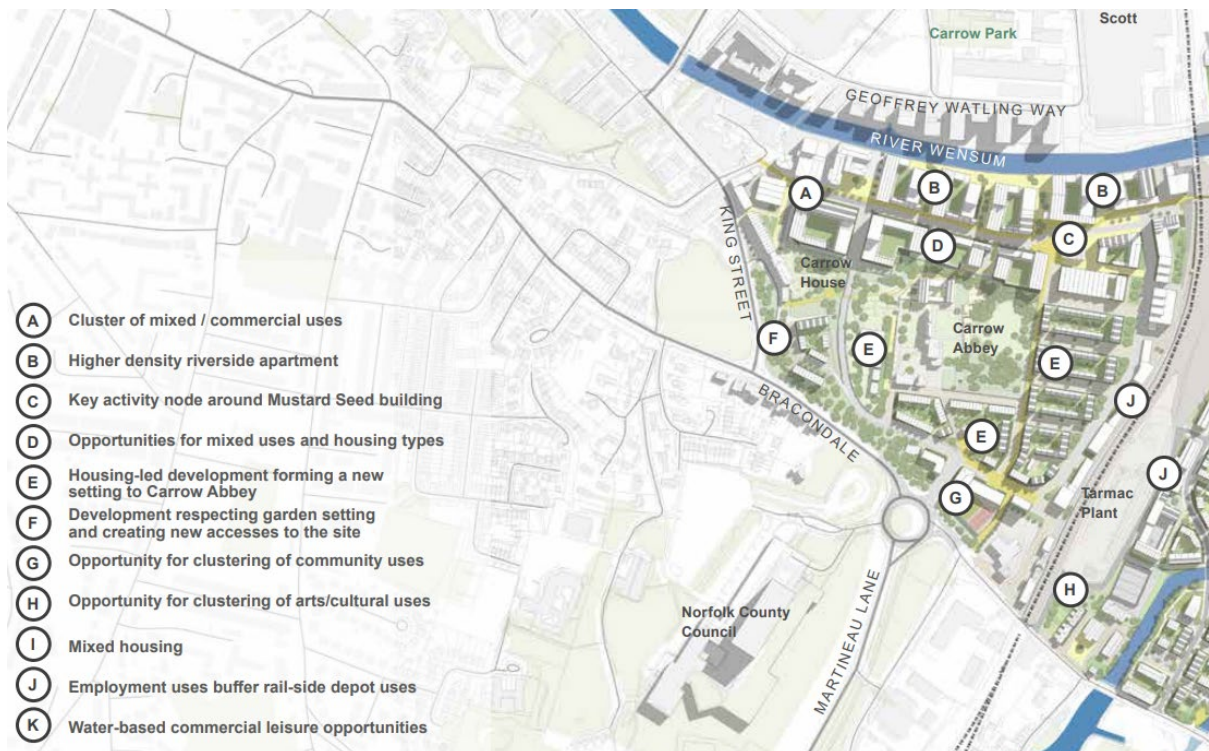 Scott
Carrow Park
GEOFFREY WATLING WAY
RIVER WENSUM
A
B
B
C
D
KING STREET
Carrow
House
F
E
Carrow
Abbey
E
J
BRACONDALE
E
J
G
Tarmac
Plant
H
Norfolk County
Council
MARTINEAU LANE
A Cluster of mixed / commercial uses
B Higher density riverside apartment
C Key activity node around Mustard Seed building
D Opportunities for mixed uses and housing types
E Housing-led development forming a new
setting to Carrow Abbey
F Development respecting garden setting
and creating new accesses to the site
G Opportunity for clustering of community uses
H Opportunity for clustering of arts/cultural uses
I Mixed housing
J Employment uses buffer rail-side depot uses
K Water-based commercial leisure opportunities